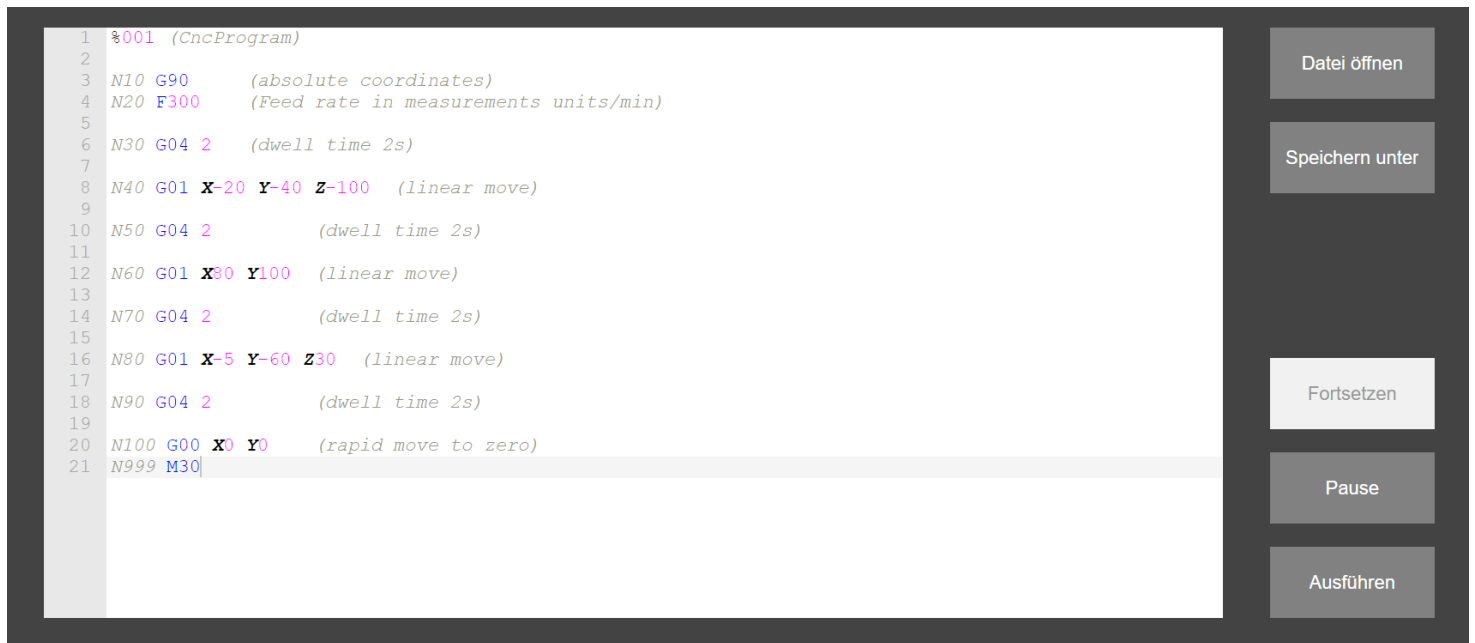 1 %001 (CncProgram)
2
3 N10 G90 (absolute coordinates)
4 N20 F300 (Feed rate in measurements units/min)
5
6 N30 G04 2 (dwell time 2s)
7
8 N40 G01 X-20 Y-40 Z-100 (linear move)
9
10 N50 G04 2 (dwell time 2s)
11
12 N60 G01 X80 Y100 (linear move)
13
14 N70 G04 2 (dwell time 2s)
15
16 N80 G01 X-5 Y-60 Z30 (linear move)
17
18 N90 G04 2 (dwell time 2s)
19
20 N100 G00 X0 Y0 (rapid move to zero)
21 N999 M30
Datei öffnen
Speichern unter
Fortsetzen
Pause
Ausführen